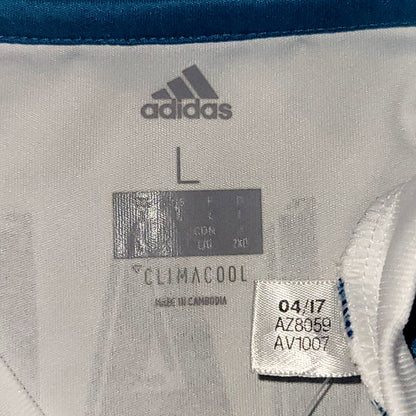 adidas
L
CLIMACOOL
MADE IN CAMBODIA
04/17
AZ8059
AV1007